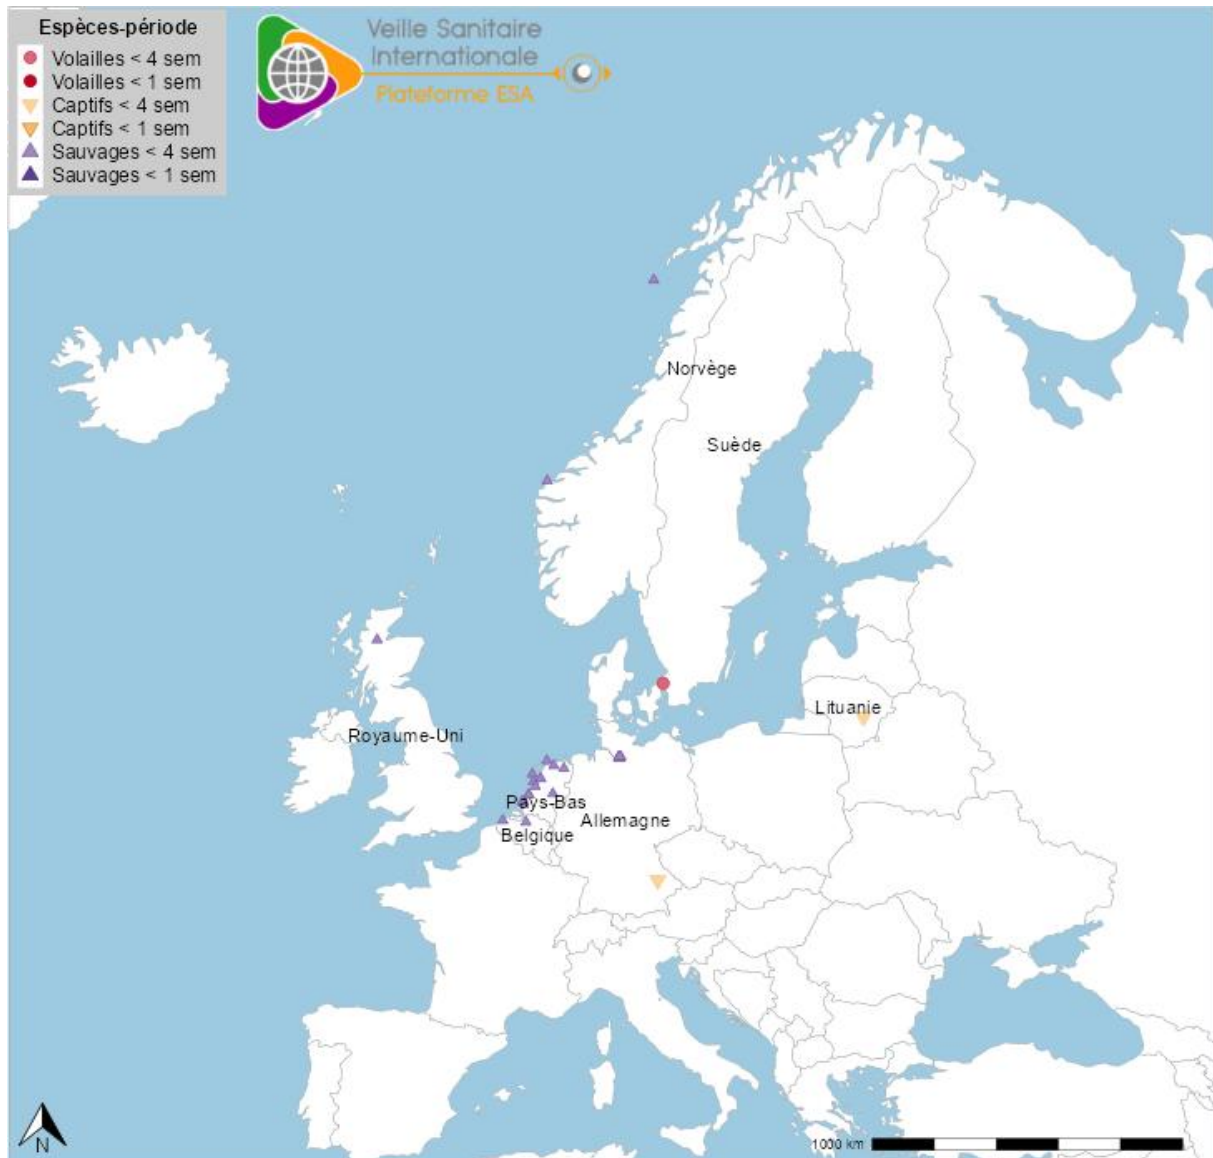 Espèces-période
Volailles < 4 sem
Volailles < 1 sem
Captifs < 4 sem
Captifs < 1 sem
Sauvages < 4 sem
Sauvages < 1 sem
Veille Sanitaire
Internationale
Plateforme ESA
Norvège
Suède
Lituanie
Royaume-Uni
Pays-Bas
Allemagne
Belgique
N
1000 km